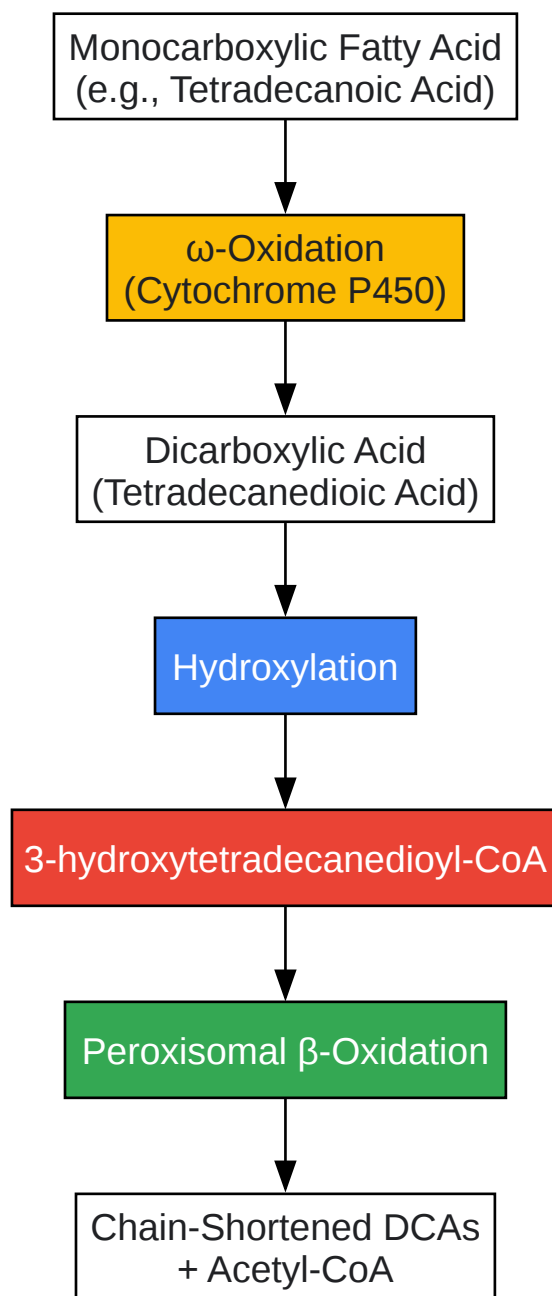 Monocarboxylic Fatty Acid
(e.g., Tetradecanoic Acid)
ω-Oxidation
(Cytochrome P450)
Dicarboxylic Acid
(Tetradecanedioic Acid)
Hydroxylation
3-hydroxytetradecanedioyl-CoA
Peroxisomal β-Oxidation
Chain-Shortened DCAs
+ Acetyl-CoA